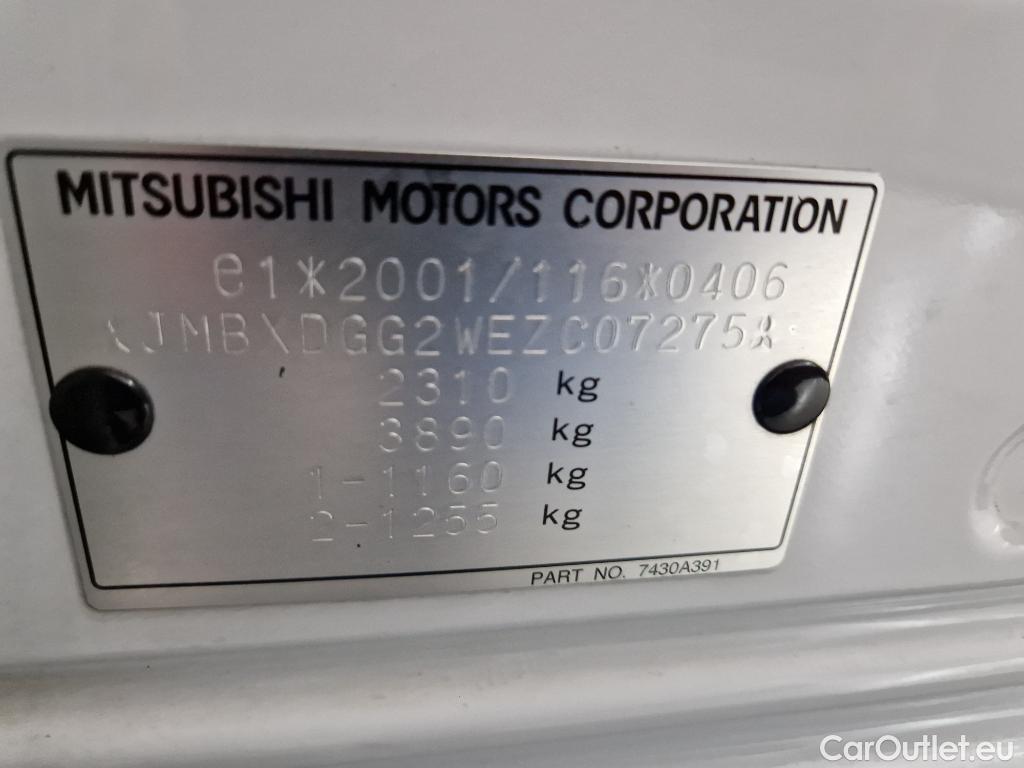 MITSUBISHI MOTORS CORPORATION
e1*2001/116*0406
*JMBXDGG2WEZC07275*
2310 kg
3890 kg
1-1160 kg
2-1255 kg
PART NO. 7430A391
CarOutlet.eu